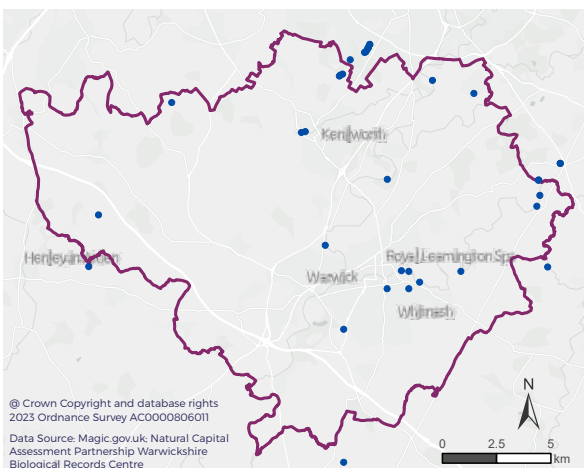 Kenilworth
Henley-in-Arden
Royal Leamington Spa
Warwick
Whitnash
N
@ Crown Copyright and database rights
2023 Ordnance Survey AC0000806011
Data Source: Magic.gov.uk; Natural Capital
Assessment Partnership Warwickshire
Biological Records Centre
0 2.5 5
km